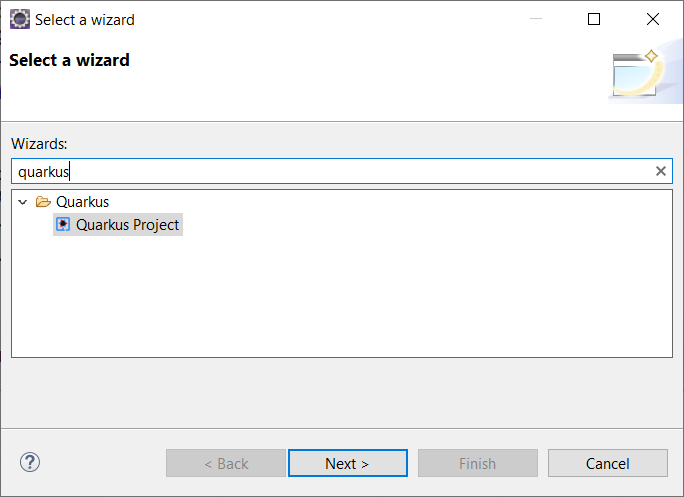 Select a wizard
Select a wizard
Wizards:
quarkus
Quarkus
Quarkus Project
< Back Next > Finish Cancel